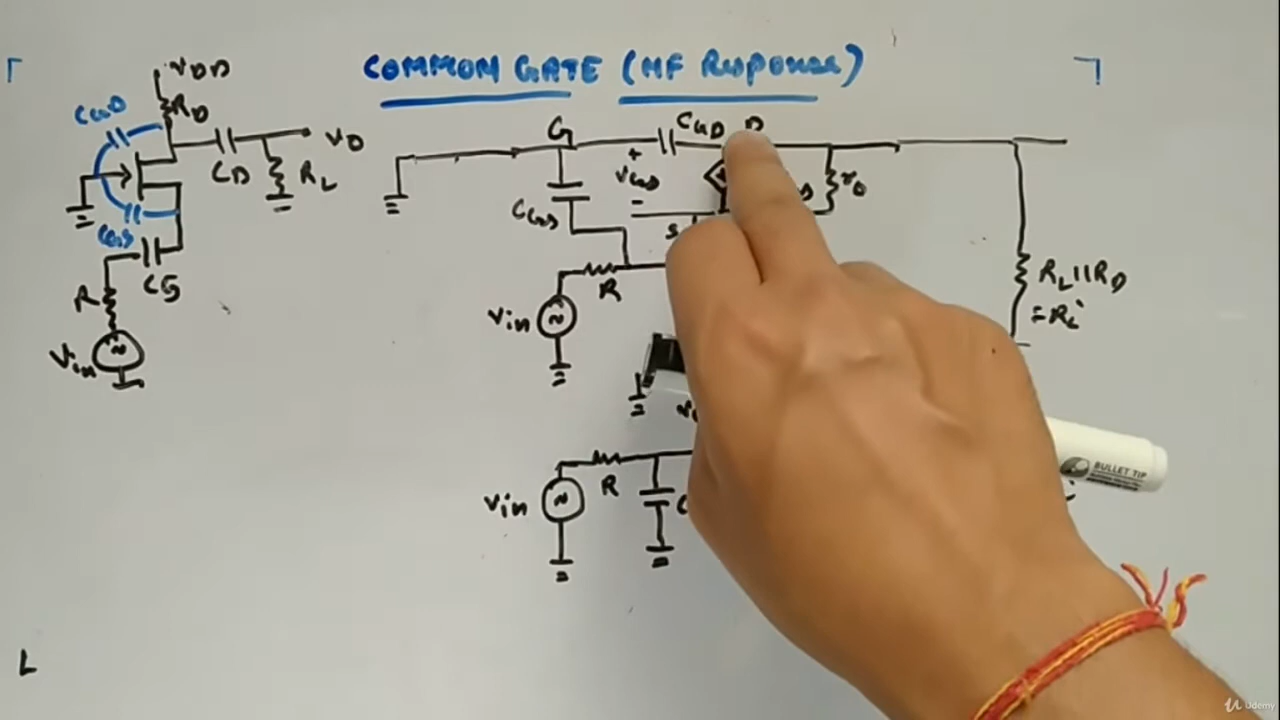 COMMON GATE (HF RESPONSE)
VDD
RD
CGD
CD
VO
RL
CGS
CS
R
Vin
G
CGD
D
+
VGS
-
CGS
S
rO
R
Vin
RL||RD
=RL'
Vin
R
C
BULLET TIP
L
Udemy